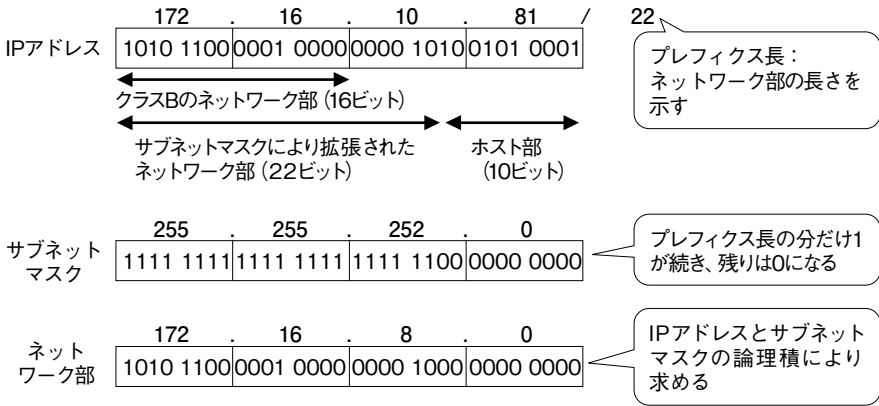 172 . 16 . 10 . 81 / 22
IPアドレス
1010 1100 0001 0000 0000 1010 0101 0001
プレフィクス長:
ネットワーク部の長さを
示す
クラスBのネットワーク部(16ビット)
サブネットマスクにより拡張された
ネットワーク部(22ビット)
ホスト部
(10ビット)
255 . 255 . 252 . 0
サブネット
マスク
1111 1111 1111 1111 1111 1100 0000 0000
プレフィクス長の分だけ1
が続き、残りは0になる
172 . 16 . 8 . 0
ネット
ワーク部
1010 1100 0001 0000 0000 1000 0000 0000
IPアドレスとサブネット
マスクの論理積により
求める